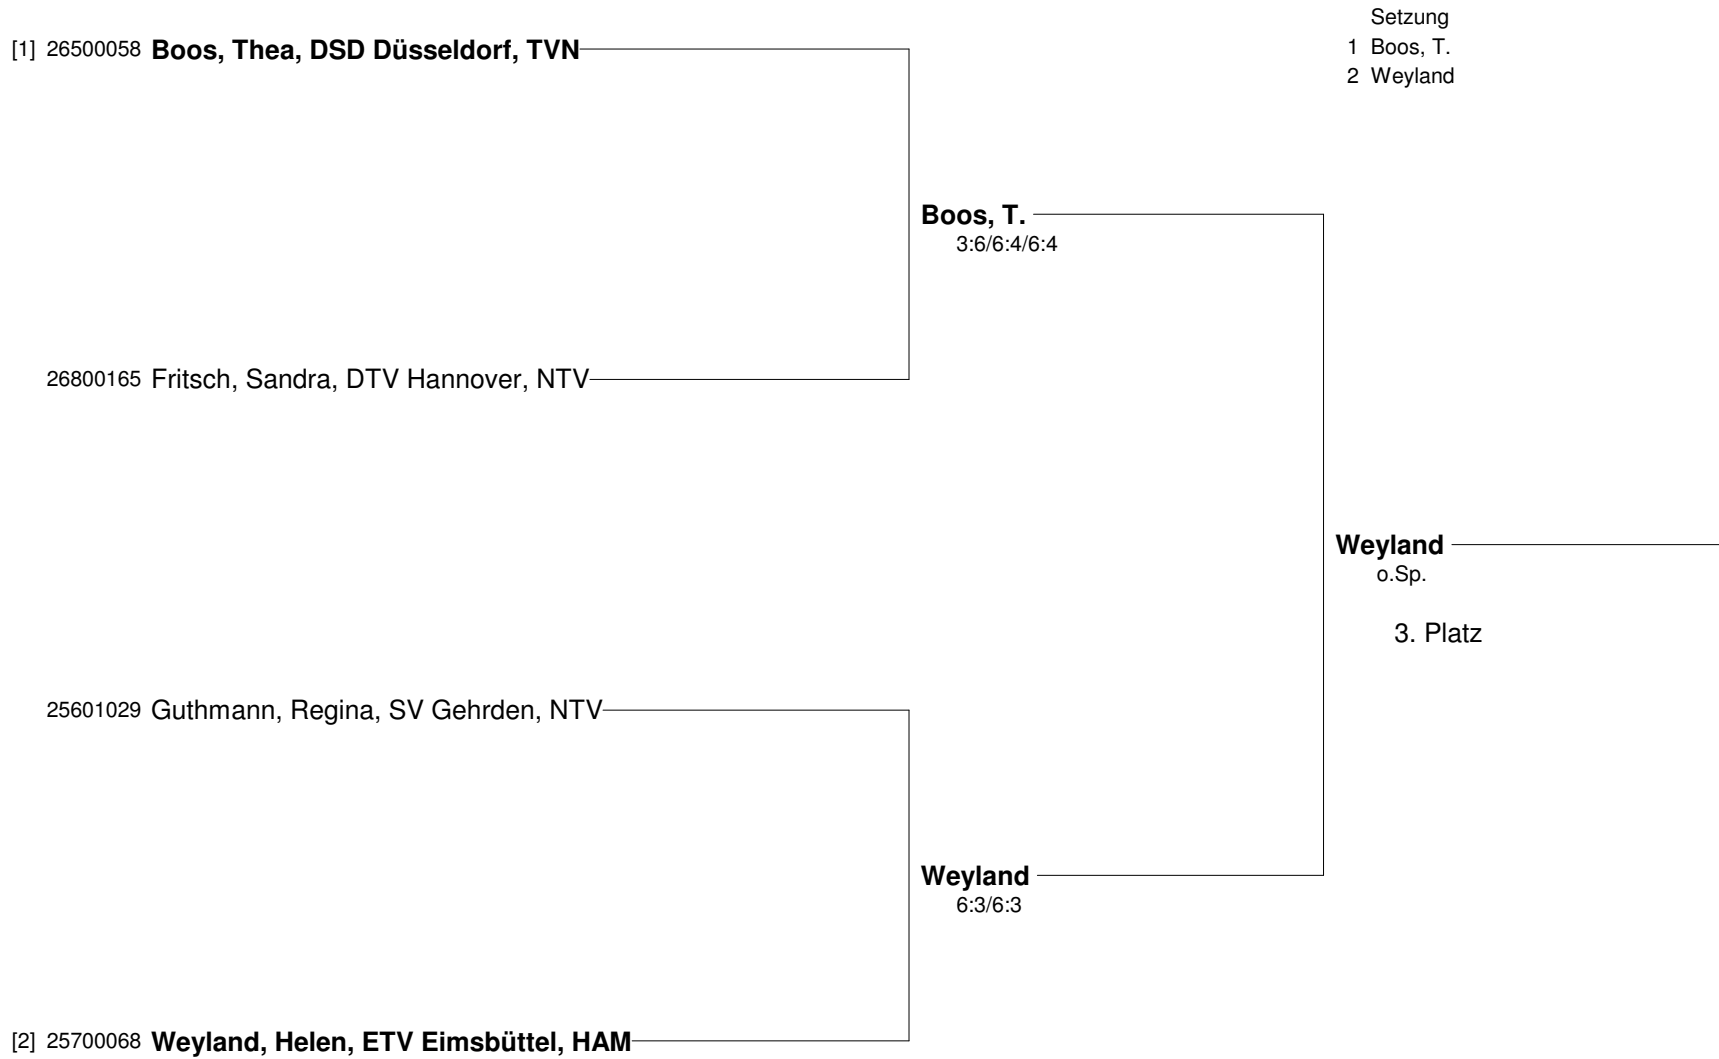 Setzung
1 Boos, T.
2 Weyland
[1] 26500058 Boos, Thea, DSD Düsseldorf, TVN
Boos, T.
3:6/6:4/6:4
26800165 Fritsch, Sandra, DTV Hannover, NTV
Weyland
o.Sp.
3. Platz
25601029 Guthmann, Regina, SV Gehrden, NTV
Weyland
6:3/6:3
[2] 25700068 Weyland, Helen, ETV Eimsbüttel, HAM